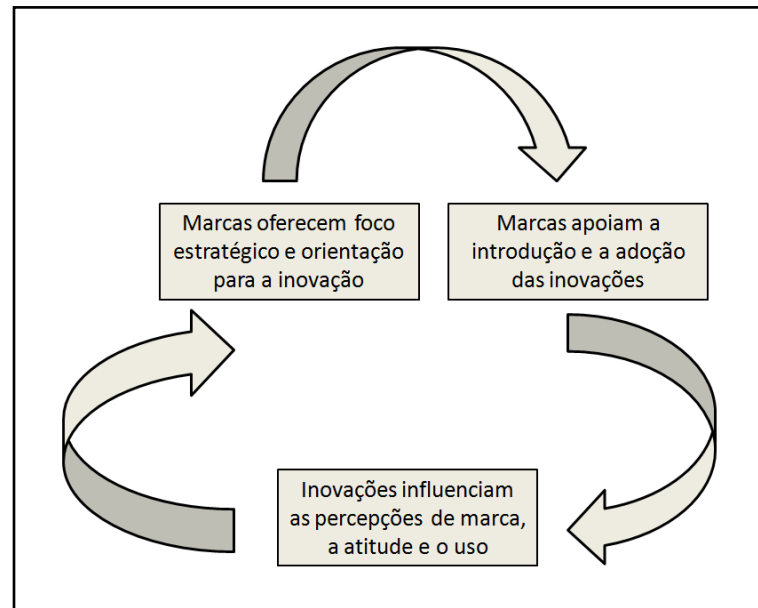 Marcas oferecem foco
estratégico e orientação
para a inovação
Marcas apoiam a
introdução e a adoção
das inovações
Inovações influenciam
as percepções de marca,
a atitude e o uso